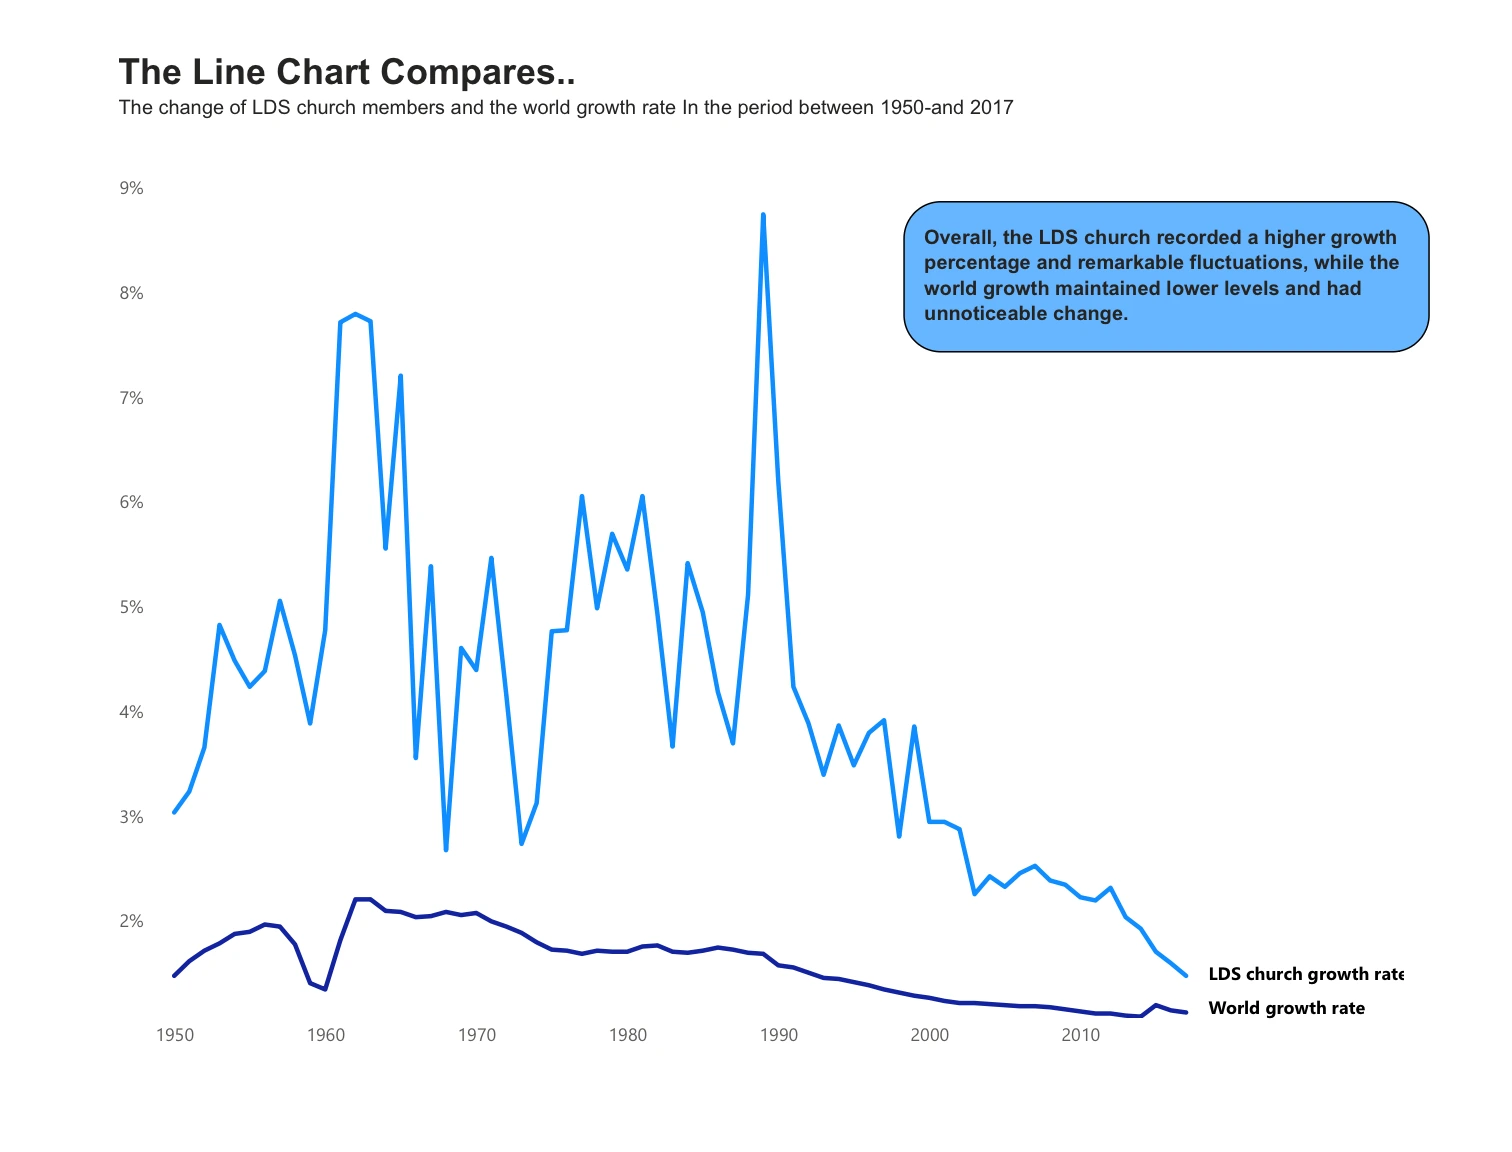 The Line Chart Compares..
The change of LDS church members and the world growth rate In the period between 1950-and 2017
9%
Overall, the LDS church recorded a higher growth
percentage and remarkable fluctuations, while the
world growth maintained lower levels and had
unnoticeable change.
8%
7%
6%
5%
4%
3%
2%
LDS church growth rate
World growth rate
1950 1960 1970 1980 1990 2000 2010